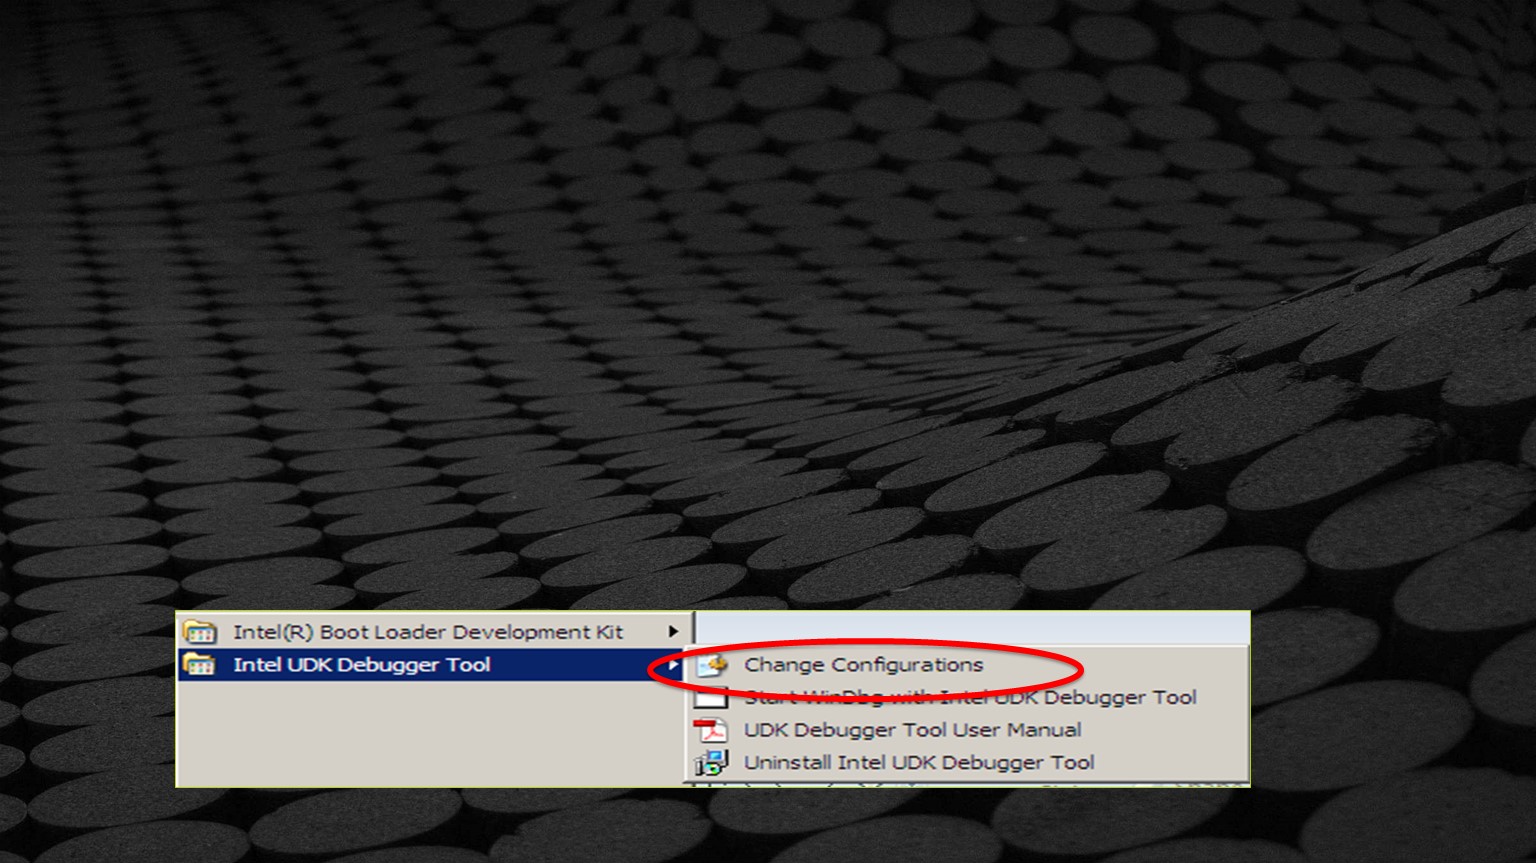 Intel(R) Boot Loader Development Kit
Intel UDK Debugger Tool
Change Configurations
Start WinDbg with Intel UDK Debugger Tool
UDK Debugger Tool User Manual
Uninstall Intel UDK Debugger Tool